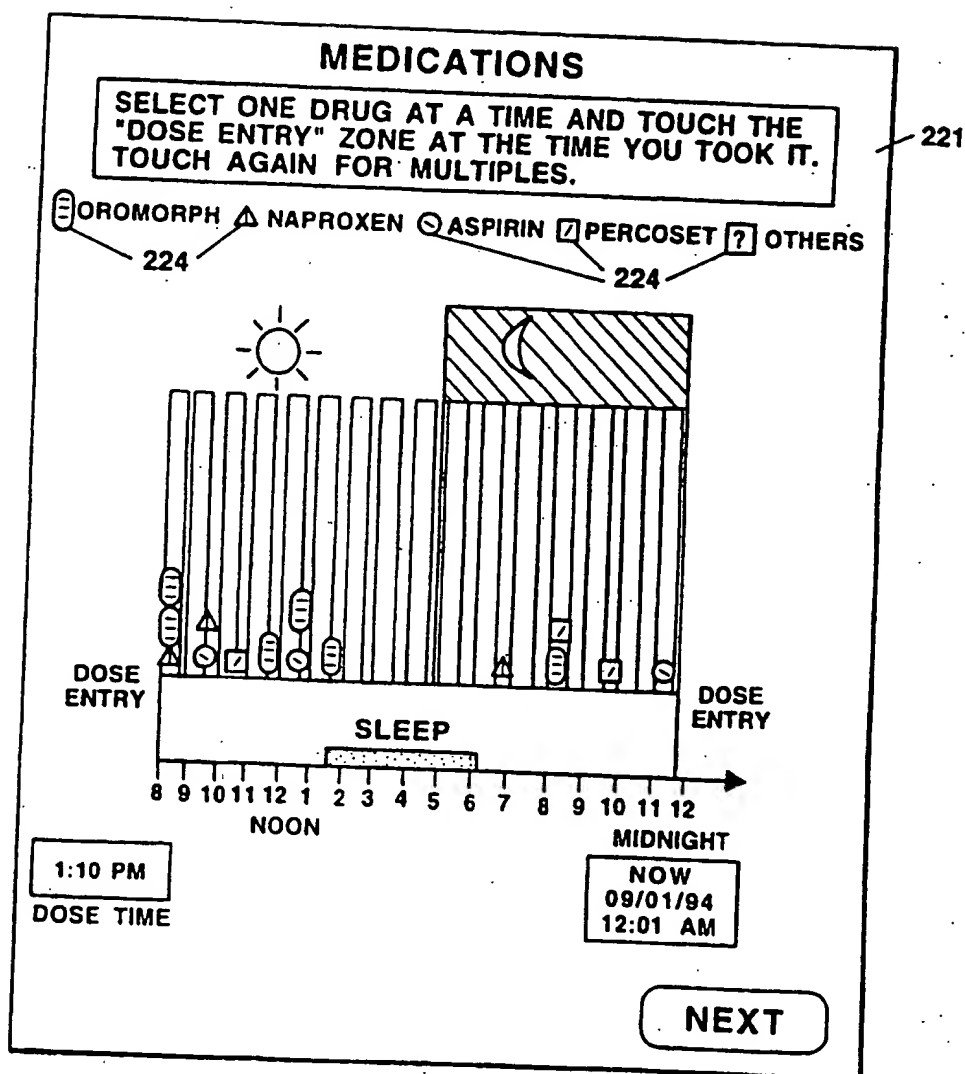 MEDICATIONS
SELECT ONE DRUG AT A TIME AND TOUCH THE
"DOSE ENTRY" ZONE AT THE TIME YOU TOOK IT.
TOUCH AGAIN FOR MULTIPLES.
221
OROMORPH NAPROXEN ASPIRIN PERCOSET ? OTHERS
224 224
DOSE
ENTRY
DOSE
ENTRY
SLEEP
8 9 10 11 12 1 2 3 4 5 6 7 8 9 10 11 12
NOON
MIDNIGHT
1:10 PM
DOSE TIME
NOW
09/01/94
12:01 AM
NEXT